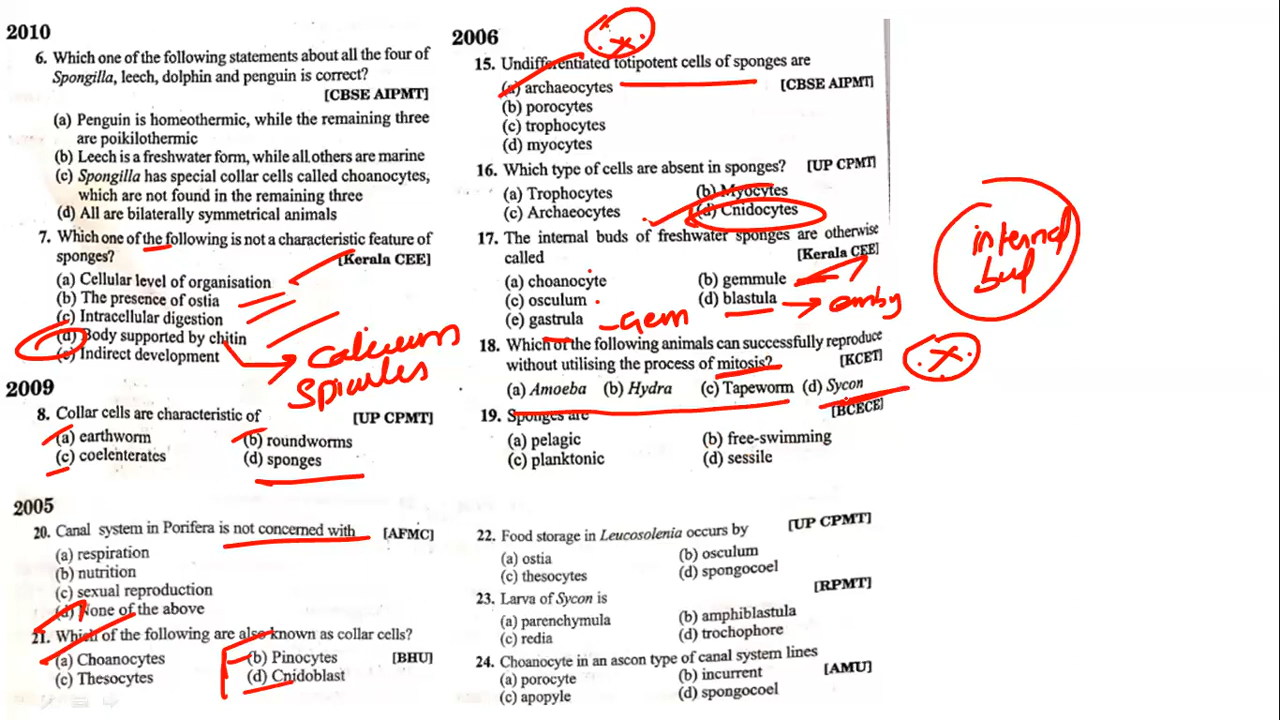 2010
6. Which one of the following statements about all the four of
Spongilla, leech, dolphin and penguin is correct?
[CBSE AIPMT]
(a) Penguin is homeothermic, while the remaining three
are poikilothermic
(b) Leech is a freshwater form, while all others are marine
(c) Spongilla has special collar cells called choanocytes,
which are not found in the remaining three
(d) All are bilaterally symmetrical animals
7. Which one of the following is not a characteristic feature of
sponges? [Kerala CEE]
(a) Cellular level of organisation
(b) The presence of ostia
(c) Intracellular digestion
(d) Body supported by chitin
(e) Indirect development
calcium
spicules
2009
8. Collar cells are characteristic of [UP CPMT]
(a) earthworm (b) roundworms
(c) coelenterates (d) sponges
2006
15. Undifferentiated totipotent cells of sponges are
(a) archaeocytes [CBSE AIPMT]
(b) porocytes
(c) trophocytes
(d) myocytes
16. Which type of cells are absent in sponges? [UP CPMT]
(a) Trophocytes (b) Myocytes
(c) Archaeocytes (d) Cnidocytes
17. The internal buds of freshwater sponges are otherwise
called [Kerala CEE]
(a) choanocyte (b) gemmule
(c) osculum (d) blastula
(e) gastrula
internal
bud
18. Which of the following animals can successfully reproduce
without utilising the process of mitosis? [KCET]
(a) Amoeba (b) Hydra (c) Tapeworm (d) Sycon
19. Sponges are [BCECE]
(a) pelagic (b) free-swimming
(c) planktonic (d) sessile
2005
20. Canal system in Porifera is not concerned with [AFMC]
(a) respiration
(b) nutrition
(c) sexual reproduction
(d) None of the above
21. Which of the following are also known as collar cells?
(a) Choanocytes (b) Pinocytes [BHU]
(c) Thesocytes (d) Cnidoblast
22. Food storage in Leucosolenia occurs by [UP CPMT]
(a) ostia (b) osculum
(c) thesocytes (d) spongocoel
23. Larva of Sycon is [RPMT]
(a) parenchymula (b) amphiblastula
(c) redia (d) trochophore
24. Choanocyte in an ascon type of canal system lines
(a) porocyte (b) incurrent [AMU]
(c) apopyle (d) spongocoel